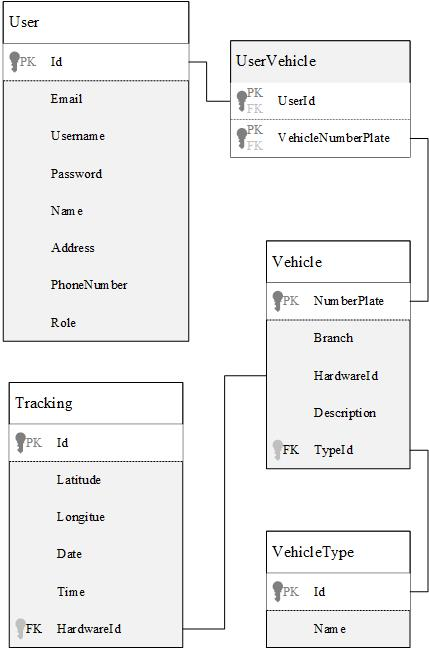 User
PK Id
Email
Username
Password
Name
Address
PhoneNumber
Role
UserVehicle
PK
FK UserId
PK
FK VehicleNumberPlate
Vehicle
PK NumberPlate
Branch
HardwareId
Description
FK TypeId
Tracking
PK Id
Latitude
Longitue
Date
Time
FK HardwareId
VehicleType
PK Id
Name